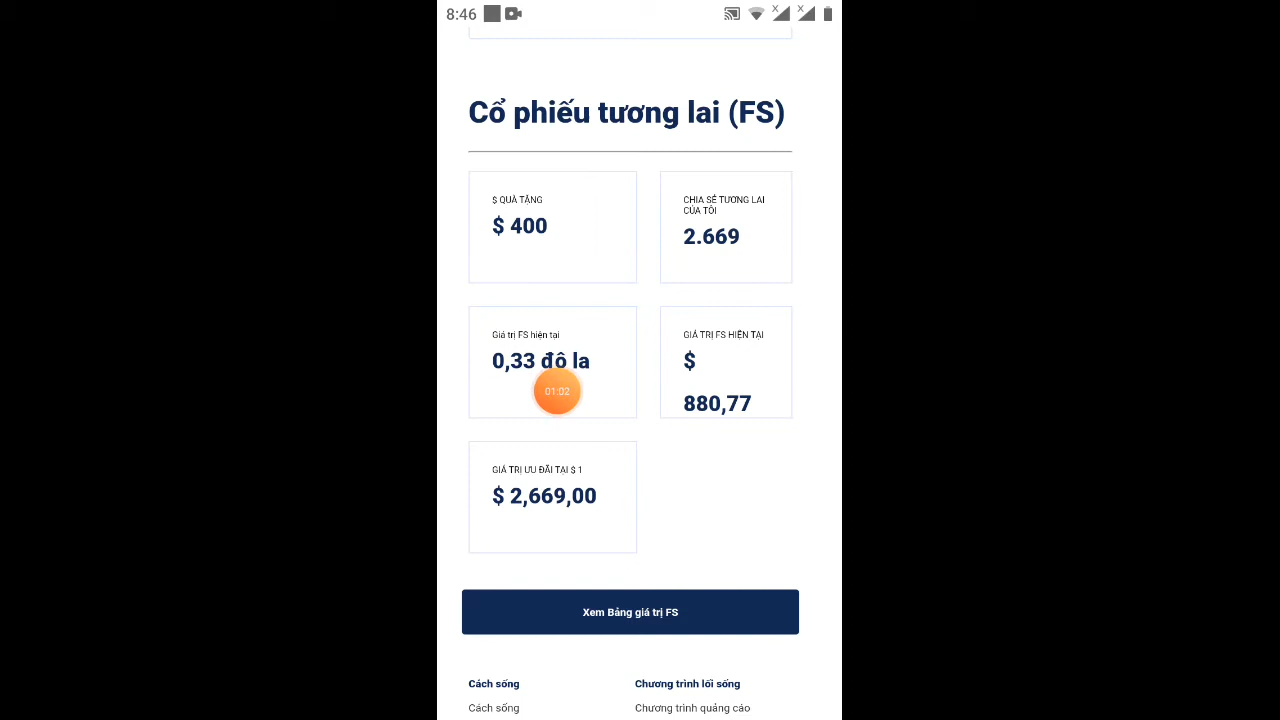 8:46
Cổ phiếu tương lai (FS)
$ QUÀ TẶNG
$ 400
CHIA SẺ TƯƠNG LAI
CỦA TÔI
2.669
Giá trị FS hiện tại
0,33 đô la
01:02
GIÁ TRỊ FS HIỆN TẠI
$
880,77
GIÁ TRỊ ƯU ĐÃI TẠI $ 1
$ 2,669,00
Xem Bảng giá trị FS
Cách sống
Chương trình lối sống
Cách sống
Chương trình quảng cáo